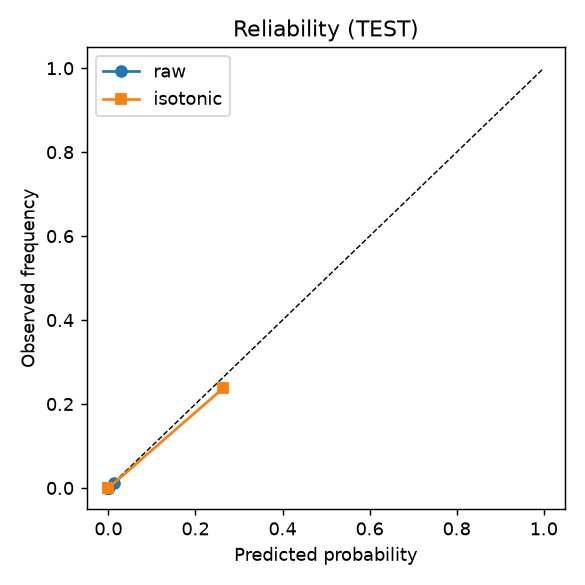 Reliability (TEST)
raw
isotonic
1.0
0.8
0.6
0.4
0.2
0.0
Observed frequency
0.0 0.2 0.4 0.6 0.8 1.0
Predicted probability